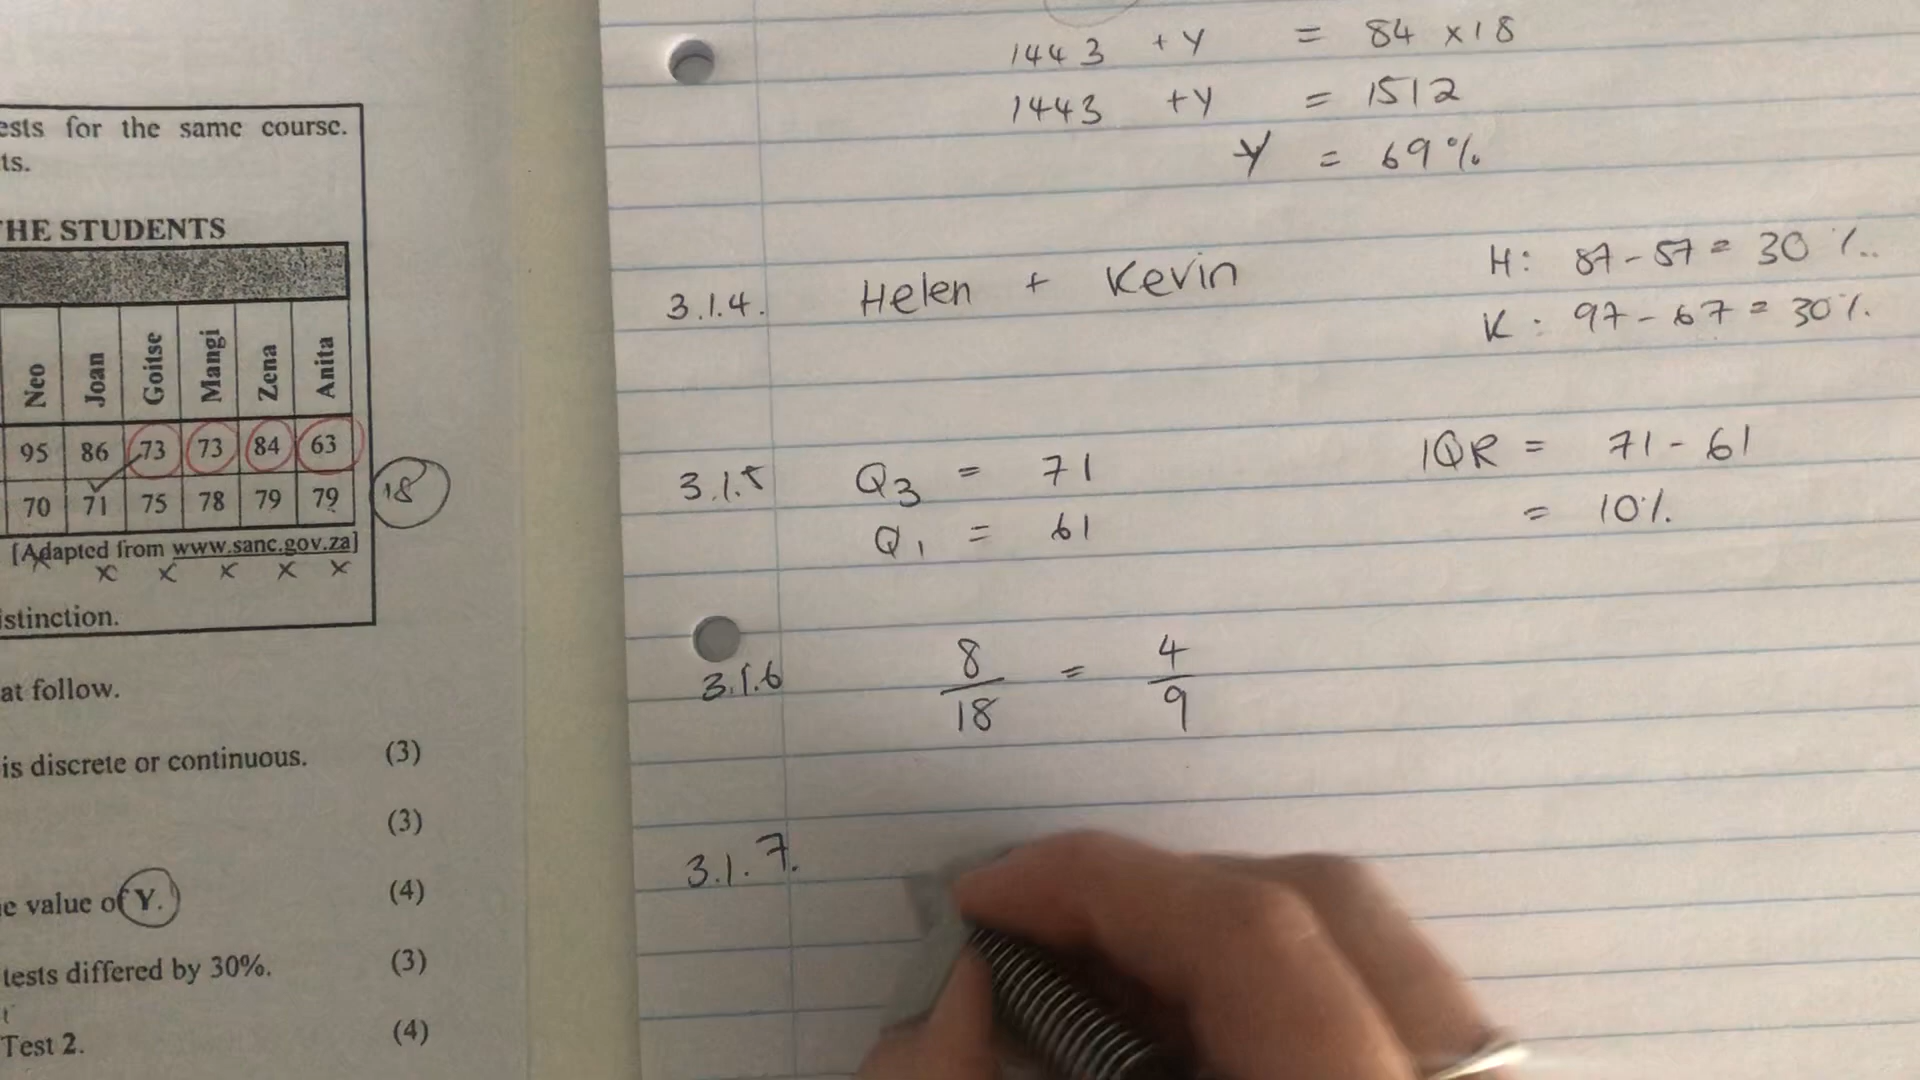 ests for the same course.
ts.
THE STUDENTS
Neo Joan Goitse Mangi Zena Anita
95 86 73 73 84 63
70 71 75 78 79 79
18
[Adapted from www.sanc.gov.za]
x x x x x x
istinction.
at follow.
is discrete or continuous. (3)
(3)
e value of Y. (4)
tests differed by 30%. (3)
Test 2. (4)
1443 + Y = 84 x18
1443 + Y = 1512
Y = 69%
3.1.4. Helen + Kevin
H: 87 - 57 = 30%.
K: 97 - 67 = 30%.
3.1.5 Q3 = 71
Q1 = 61
IQR = 71 - 61
= 10%.
3.1.6 8/18 = 4/9
3.1.7.